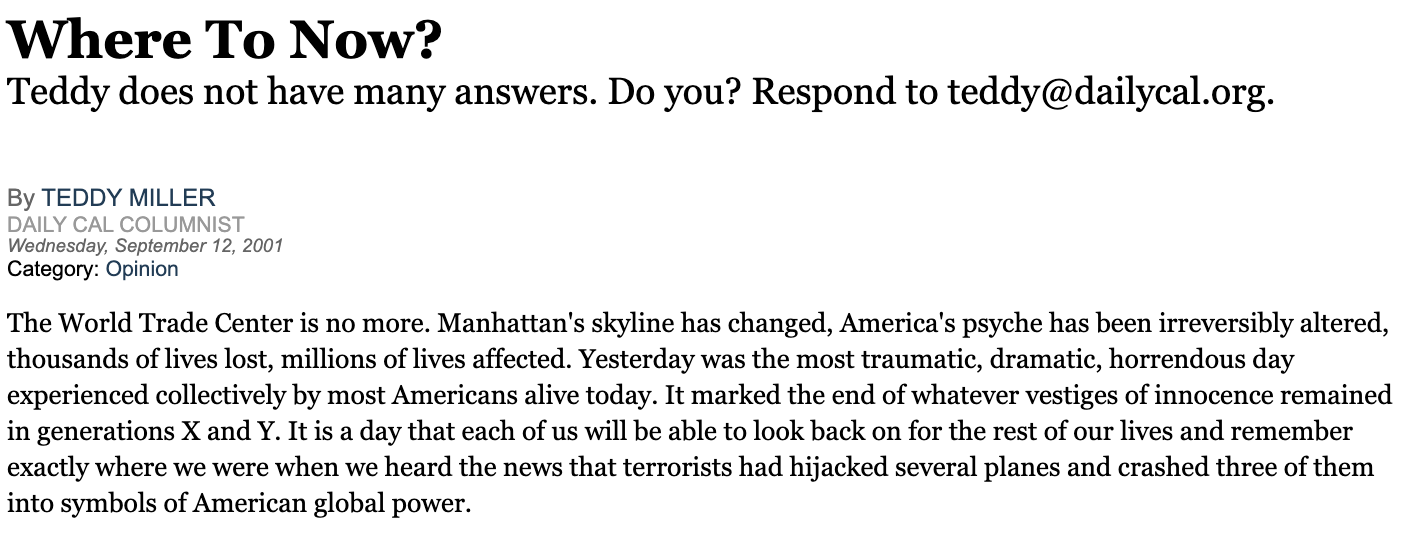 Where To Now?
Teddy does not have many answers. Do you? Respond to teddy@dailycal.org.
By TEDDY MILLER
DAILY CAL COLUMNIST
Wednesday, September 12, 2001
Category: Opinion
The World Trade Center is no more. Manhattan's skyline has changed, America's psyche has been irreversibly altered,
thousands of lives lost, millions of lives affected. Yesterday was the most traumatic, dramatic, horrendous day
experienced collectively by most Americans alive today. It marked the end of whatever vestiges of innocence remained
in generations X and Y. It is a day that each of us will be able to look back on for the rest of our lives and remember
exactly where we were when we heard the news that terrorists had hijacked several planes and crashed three of them
into symbols of American global power.